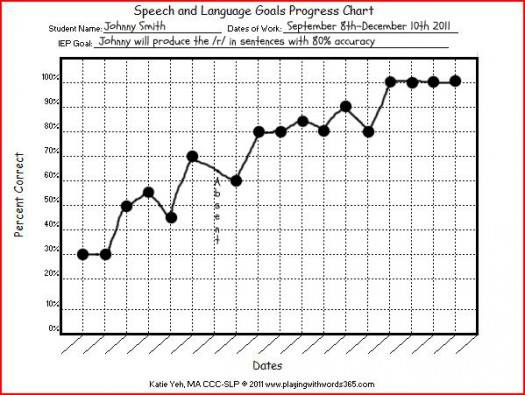 Speech and Language Goals Progress Chart
Student Name: Johnny Smith Dates of Work: September 8th-December 10th 2011
IEP Goal: Johnny will produce the /r/ in sentences with 80% accuracy
100%
90%
80%
70%
60%
50%
40%
30%
20%
10%
0%
Percent Correct
Absent
Dates
Katie Yeh, MA CCC-SLP © 2011 www.playingwithwords365.com